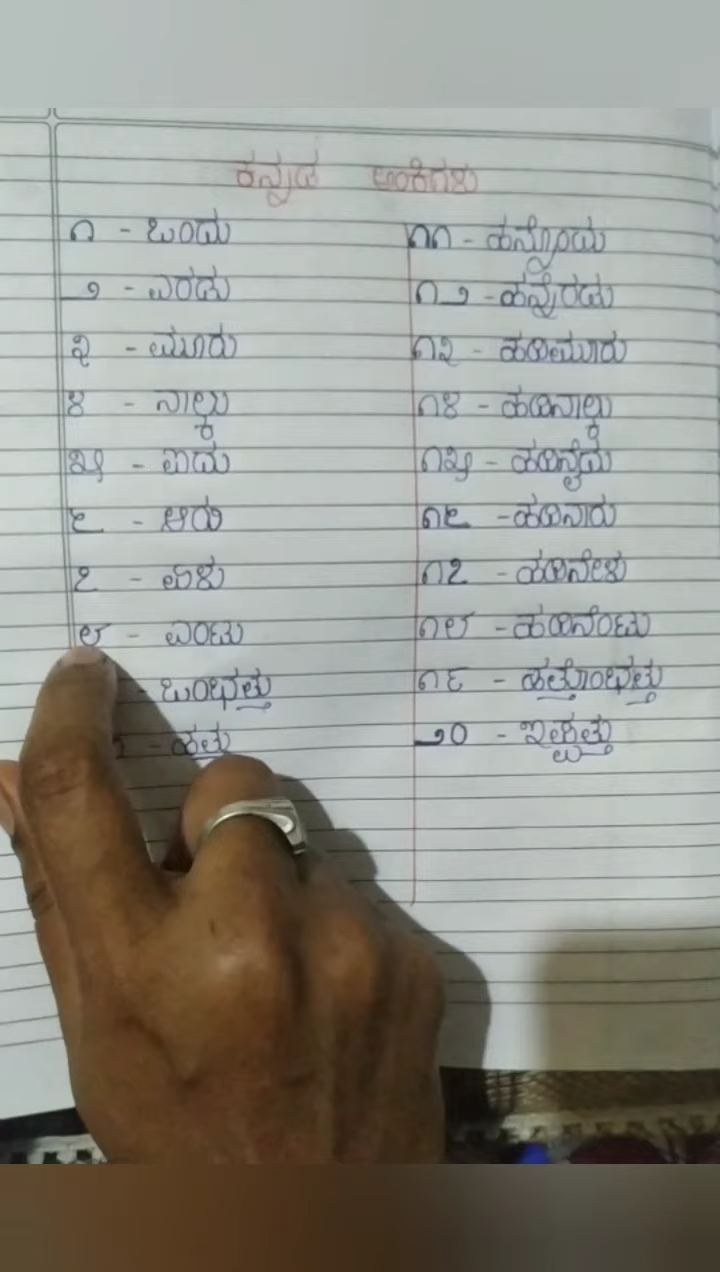 ಕನ್ನಡ ಅಂಕಿಗಳು
೧ - ಒಂದು
೨ - ಎರಡು
೩ - ಮೂರು
೪ - ನಾಲ್ಕು
೫ - ಐದು
೬ - ಆರು
೭ - ಏಳು
೮ - ಎಂಟು
- ಒಂಭತ್ತು
- ಹತ್ತು
೧೧ - ಹನ್ನೊಂದು
೧೨ - ಹನ್ನೆರಡು
೧೩ - ಹದಿಮೂರು
೧೪ - ಹದಿನಾಲ್ಕು
೧೫ - ಹದಿನೈದು
೧೬ - ಹದಿನಾರು
೧೭ - ಹದಿನೇಳು
೧೮ - ಹದಿನೆಂಟು
೧೯ - ಹತ್ತೊಂಭತ್ತು
೨೦ - ಇಪ್ಪತ್ತು